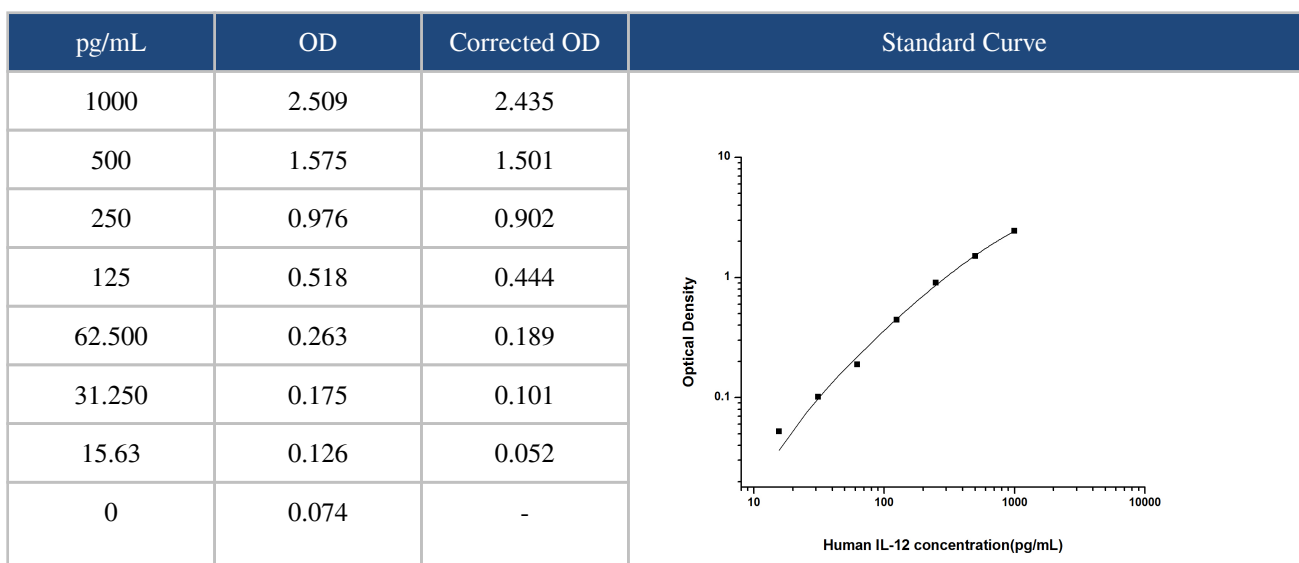 pg/mL OD Corrected OD Standard Curve
1000 2.509 2.435
500 1.575 1.501
250 0.976 0.902
125 0.518 0.444
62.500 0.263 0.189
31.250 0.175 0.101
15.63 0.126 0.052
0 0.074 -
10
1
0.1
Optical Density
10 100 1000 10000
Human IL-12 concentration(pg/mL)